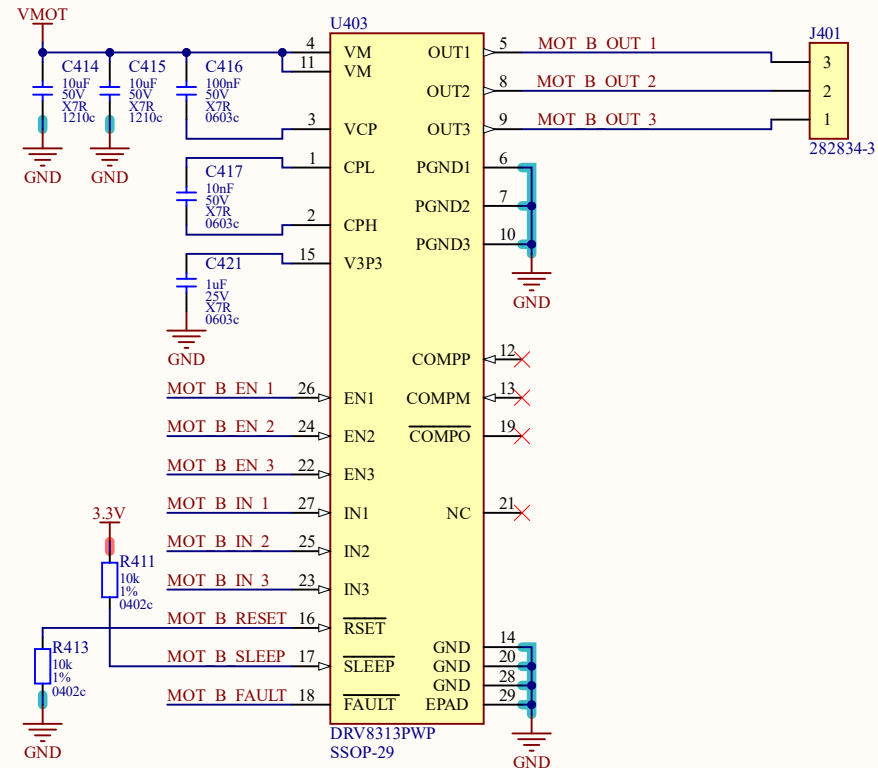 VMOT
C414
10uF
50V
X7R
1210c
GND
C415
10uF
50V
X7R
1210c
GND
C416
100nF
50V
X7R
0603c
C417
10nF
50V
X7R
0603c
C421
1uF
25V
X7R
0603c
GND
U403
4 VM
11 VM
3 VCP
1 CPL
2 CPH
15 V3P3
MOT_B_EN_1 26 EN1
MOT_B_EN_2 24 EN2
MOT_B_EN_3 22 EN3
MOT_B_IN_1 27 IN1
MOT_B_IN_2 25 IN2
MOT_B_IN_3 23 IN3
MOT_B_RESET 16 RSET
MOT_B_SLEEP 17 SLEEP
MOT_B_FAULT 18 FAULT
3.3V
R411
10k
1%
0402c
R413
10k
1%
0402c
GND
OUT1 5 MOT_B_OUT_1
OUT2 8 MOT_B_OUT_2
OUT3 9 MOT_B_OUT_3
PGND1 6
PGND2 7
PGND3 10
GND
COMPP 12
COMPM 13
COMPO 19
NC 21
GND 14
GND 20
GND 28
EPAD 29
GND
DRV8313PWP
SSOP-29
J401
3
2
1
282834-3